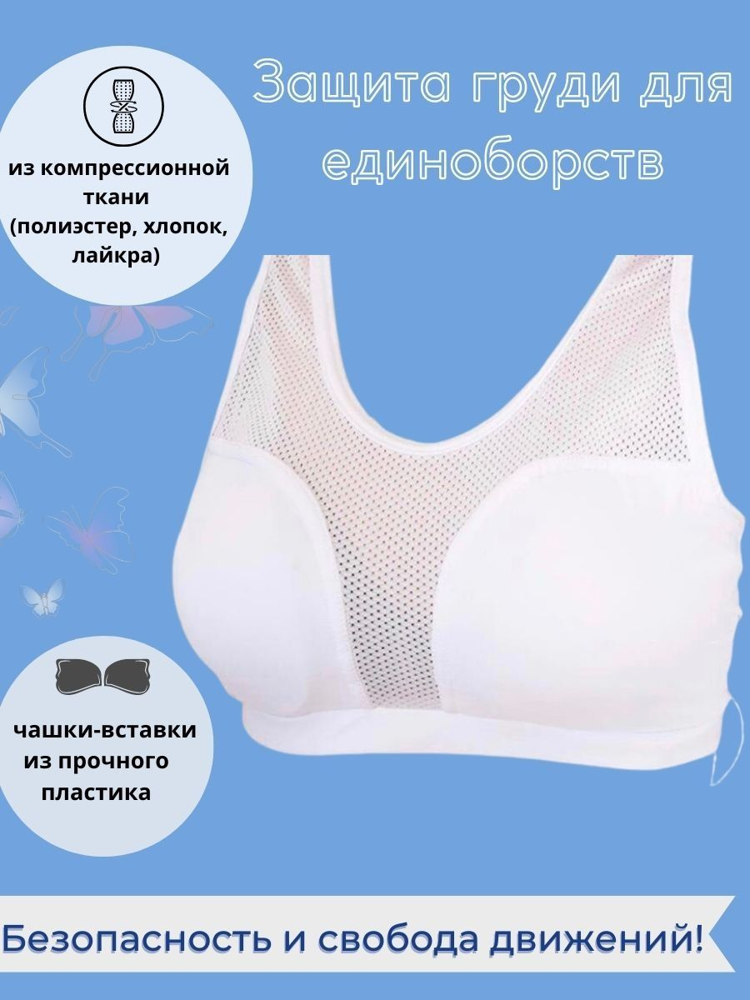 Защита груди для
единоборств
из компрессионной
ткани
(полиэстер, хлопок,
лайкра)
чашки-вставки
из прочного
пластика
Безопасность и свобода движений!